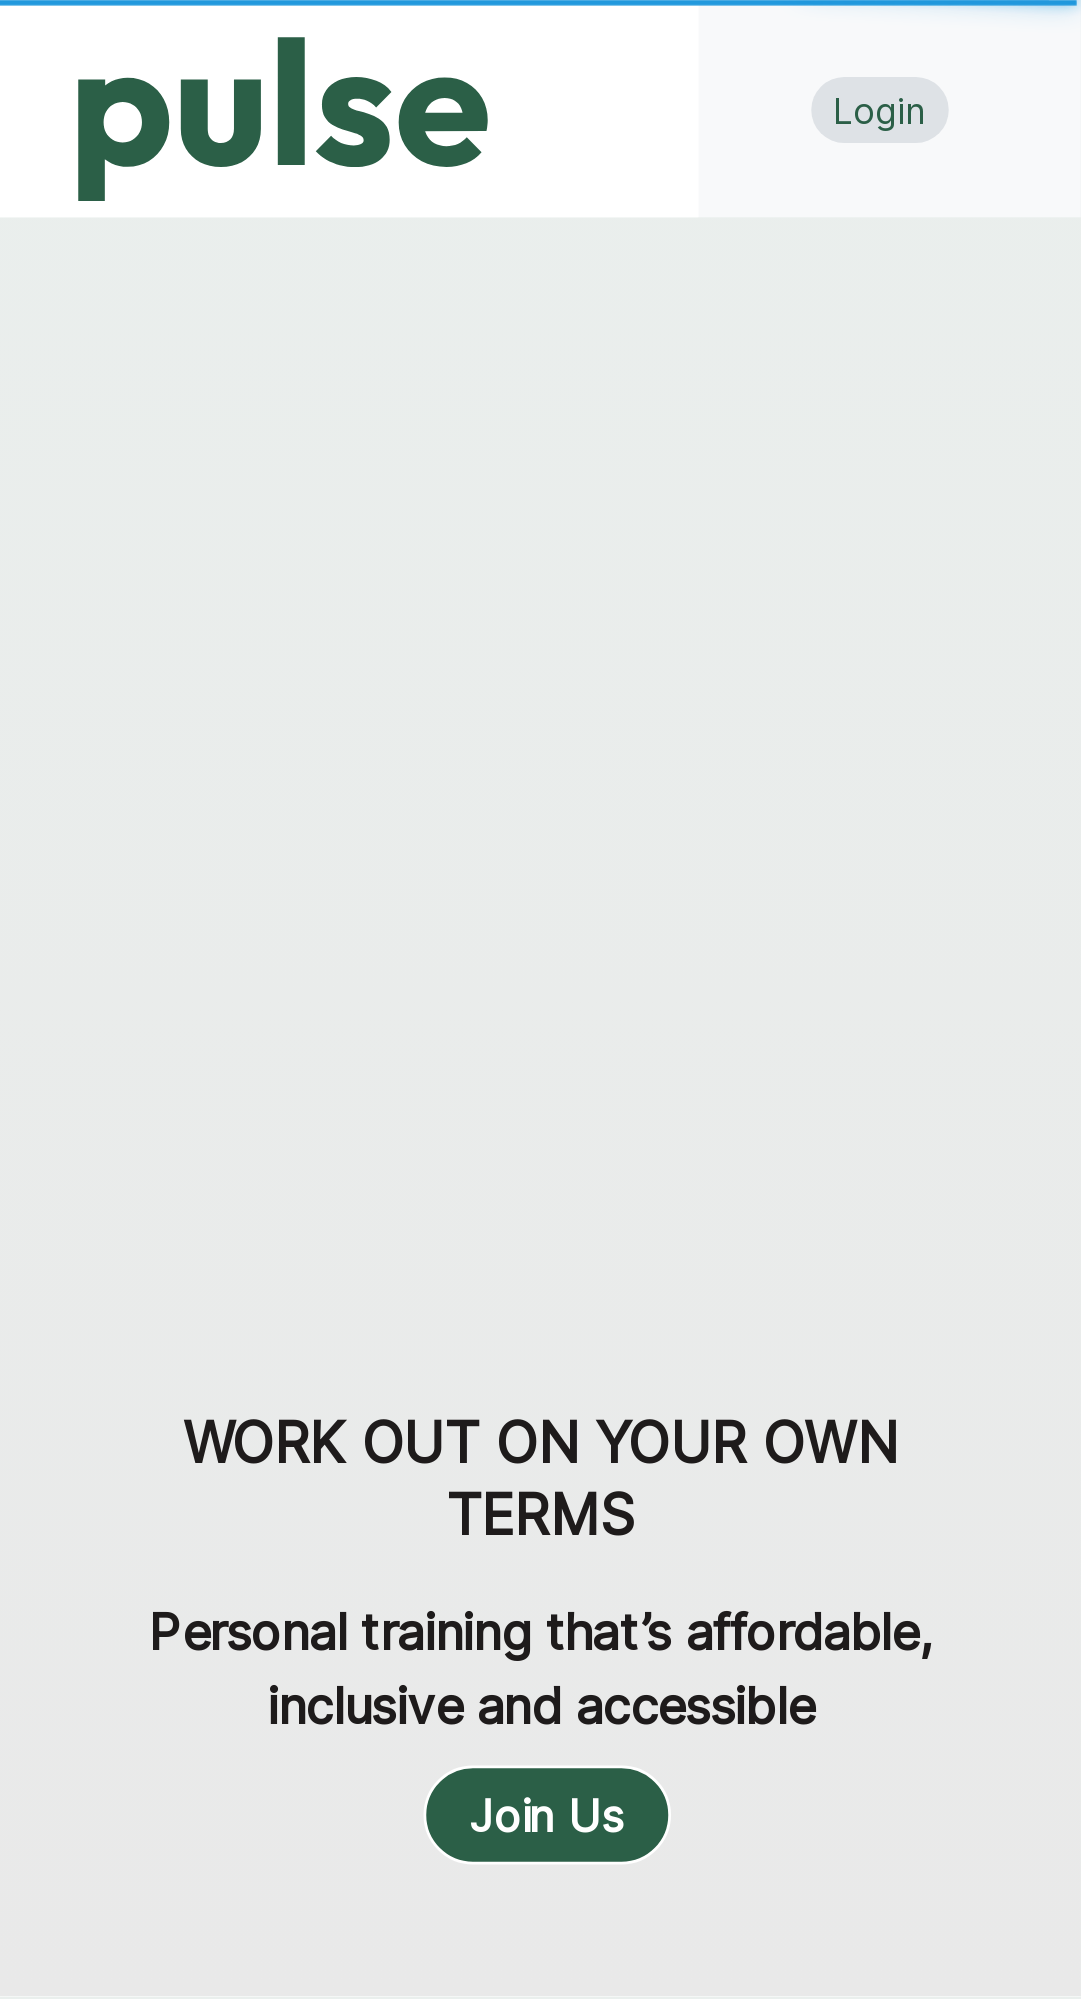 pulse
Login
WORK OUT ON YOUR OWN
TERMS
Personal training that’s affordable,
inclusive and accessible
Join Us